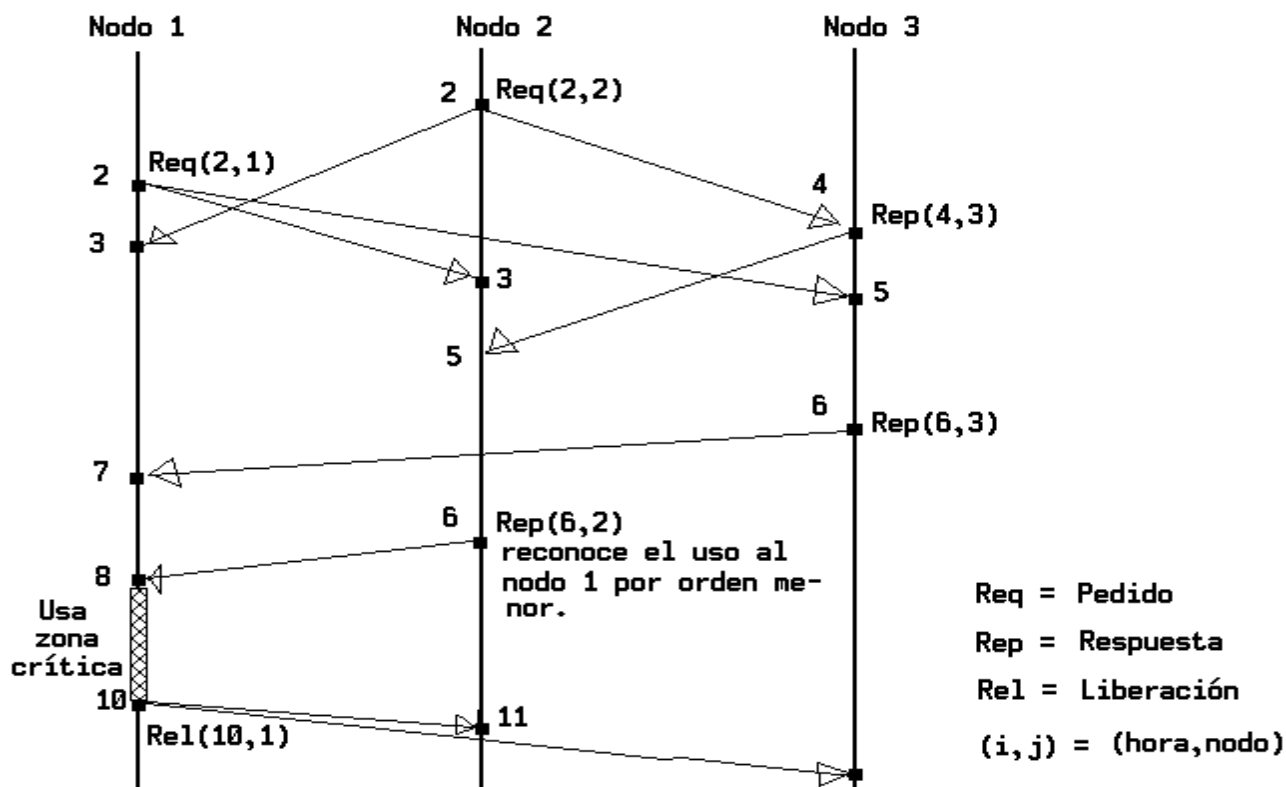 Nodo 1
Nodo 2
Nodo 3
2
Req(2,2)
Req(2,1)
2
4
Rep(4,3)
3
3
5
5
6
Rep(6,3)
7
6
Rep(6,2)
reconoce el uso al
nodo 1 por orden me-
nor.
8
Usa
zona
crítica
10
Rel(10,1)
11
Req = Pedido
Rep = Respuesta
Rel = Liberación
(i,j) = (hora,nodo)